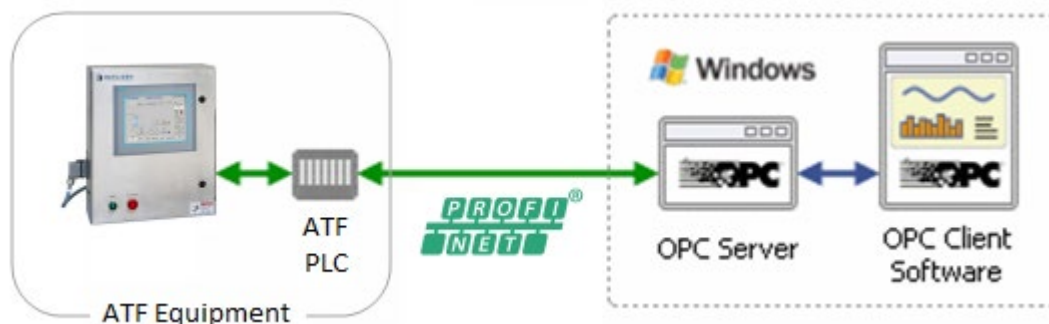 Windows
OPC
OPC
PROFI
NET
®
ATF
PLC
OPC Server
OPC Client
Software
ATF Equipment